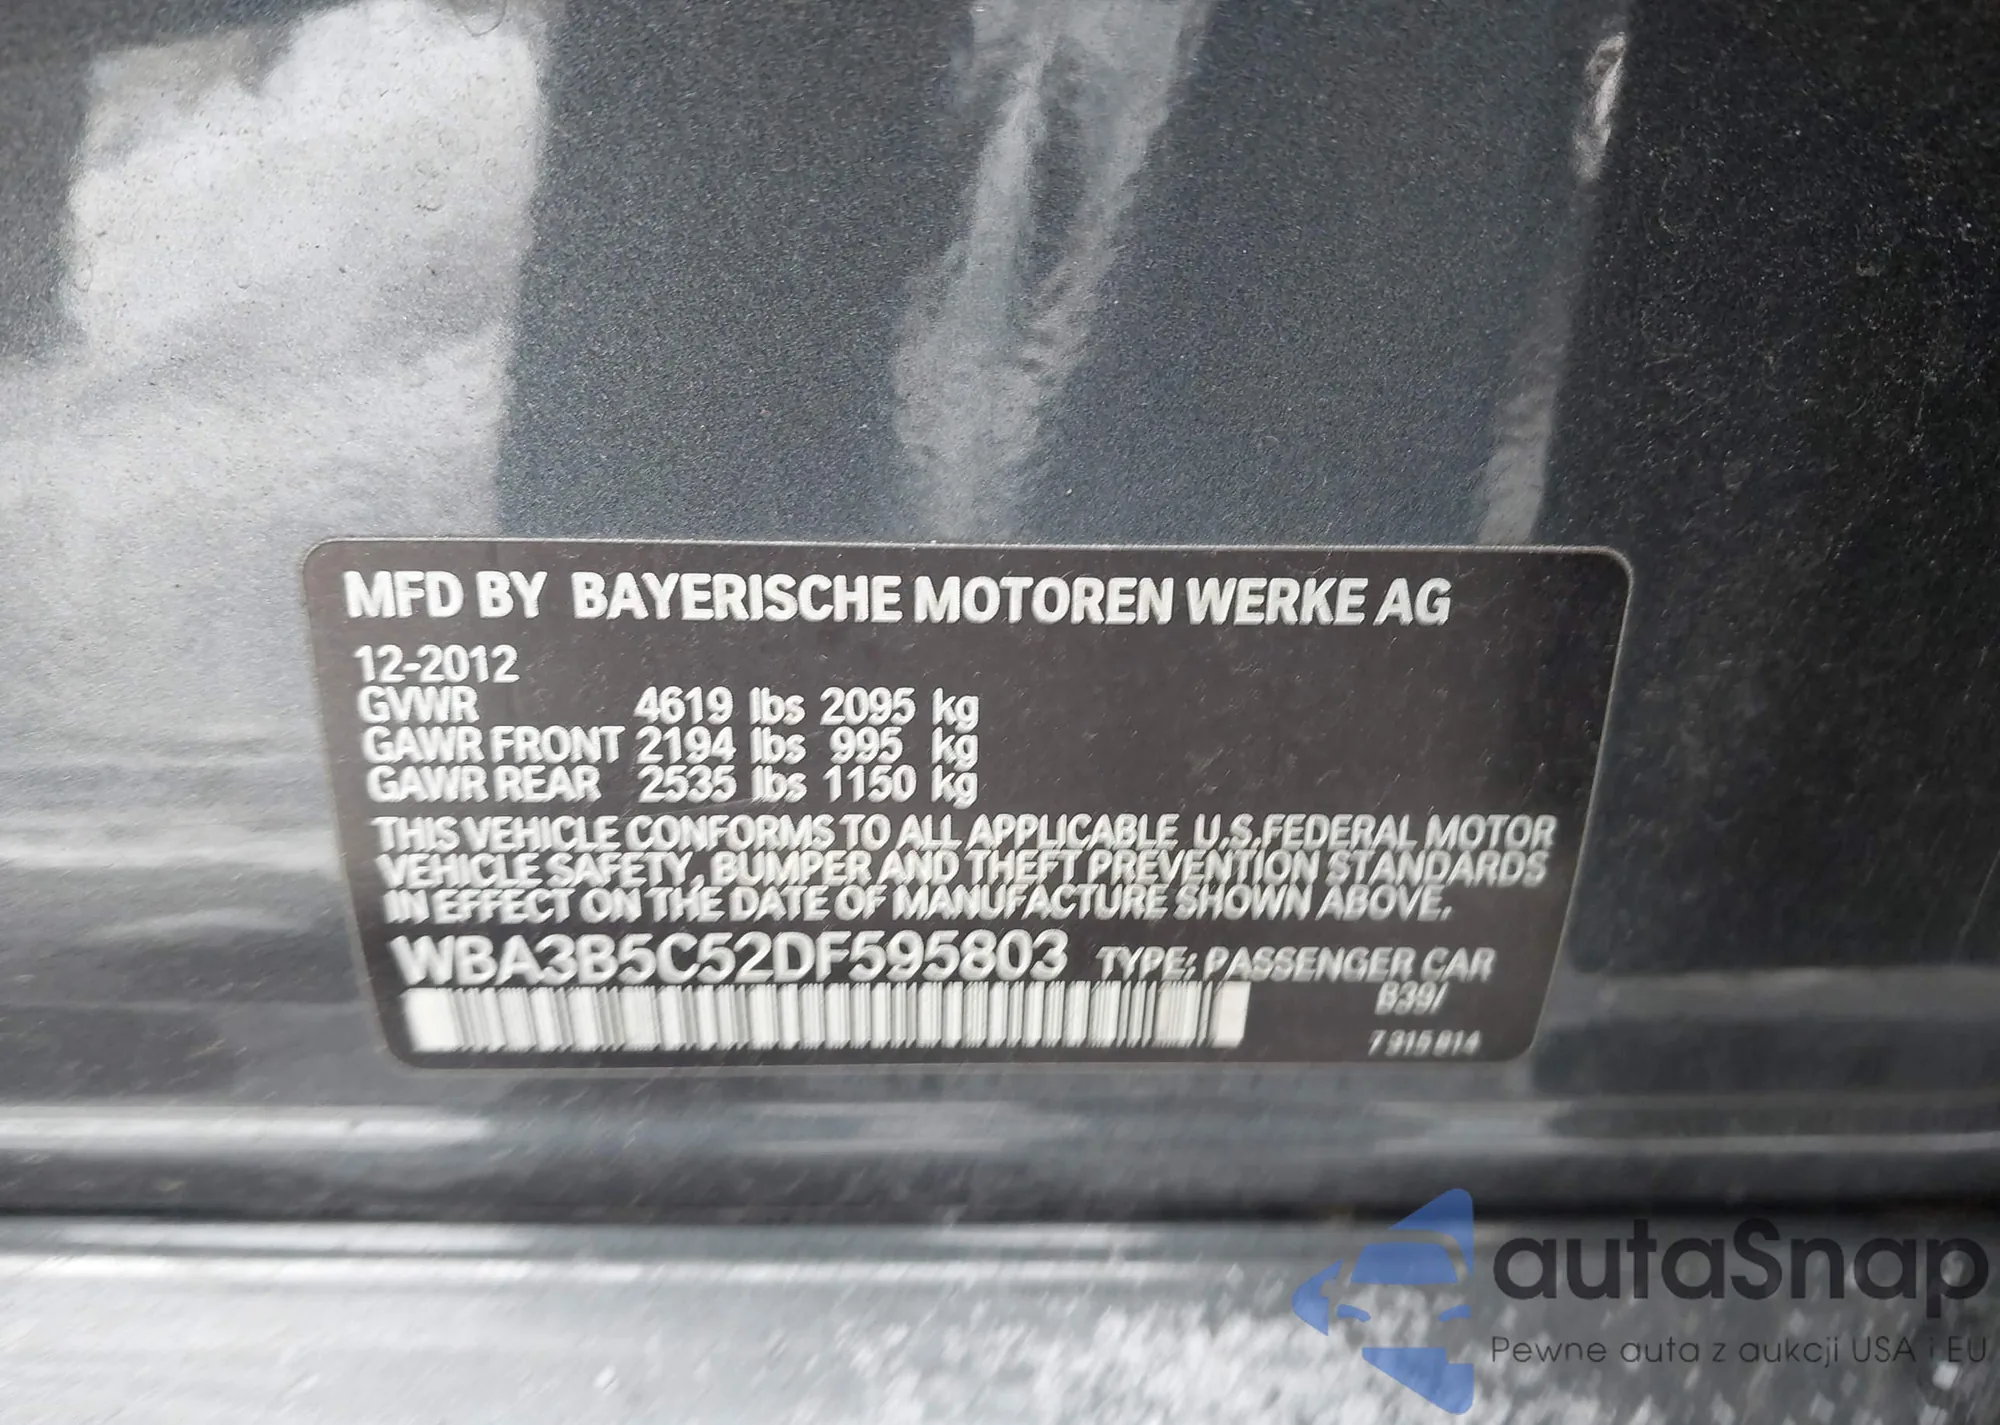 MFD BY BAYERISCHE MOTOREN WERKE AG
12-2012
GVWR 4619 lbs 2095 kg
GAWR FRONT 2194 lbs 995 kg
GAWR REAR 2535 lbs 1150 kg
THIS VEHICLE CONFORMS TO ALL APPLICABLE U.S.FEDERAL MOTOR
VEHICLE SAFETY, BUMPER AND THEFT PREVENTION STANDARDS
IN EFFECT ON THE DATE OF MANUFACTURE SHOWN ABOVE.
WBA3B5C52DF595803 TYPE: PASSENGER CAR
B39/
7 315 814
autaSnap
Pewne auta z aukcji USA i EU